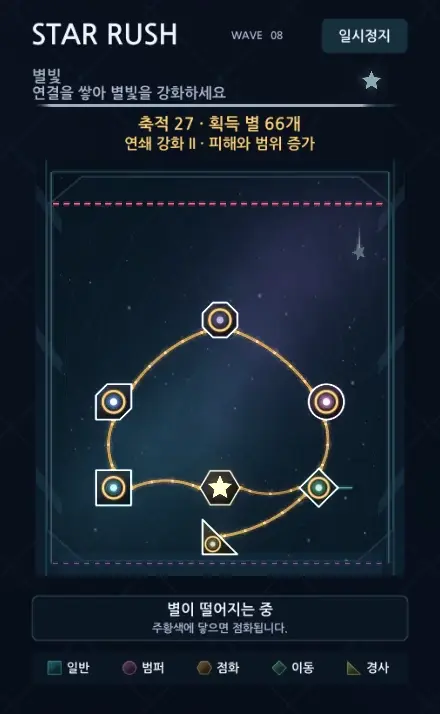 STAR RUSH
WAVE 08
일시정지
별빛
연결을 쌓아 별빛을 강화하세요
축적 27 · 획득 별 66개
연쇄 강화 II · 피해와 범위 증가
별이 떨어지는 중
주황색에 닿으면 점화됩니다.
일반
범퍼
점화
이동
경사